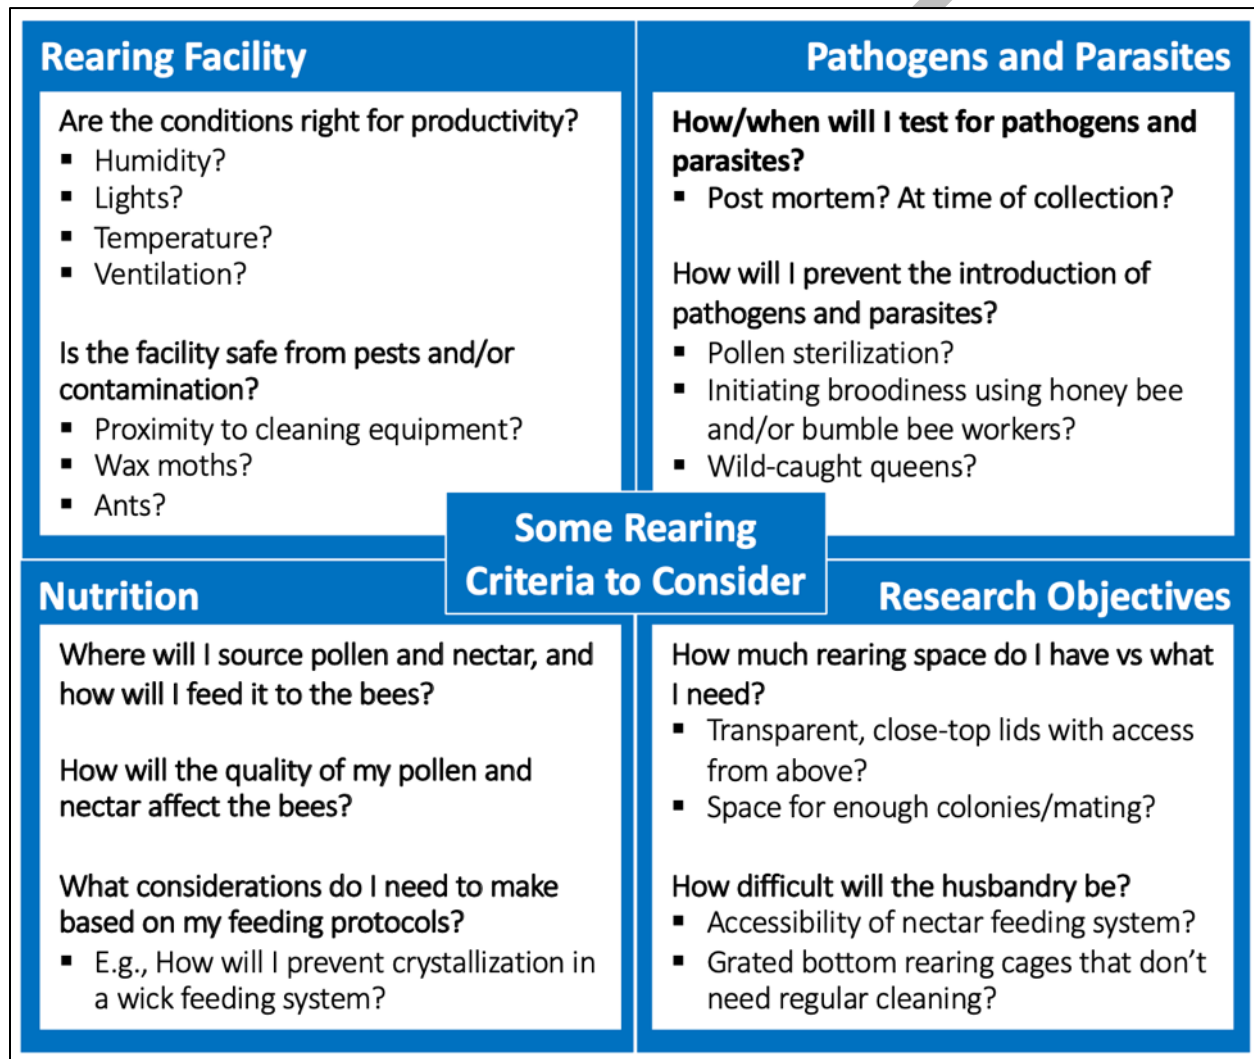 Rearing Facility
Are the conditions right for productivity?
▪ Humidity?
▪ Lights?
▪ Temperature?
▪ Ventilation?
Is the facility safe from pests and/or
contamination?
▪ Proximity to cleaning equipment?
▪ Wax moths?
▪ Ants?
Pathogens and Parasites
How/when will I test for pathogens and
parasites?
▪ Post mortem? At time of collection?
How will I prevent the introduction of
pathogens and parasites?
▪ Pollen sterilization?
▪ Initiating broodiness using honey bee
and/or bumble bee workers?
▪ Wild-caught queens?
Some Rearing
Criteria to Consider
Nutrition
Where will I source pollen and nectar, and
how will I feed it to the bees?
How will the quality of my pollen and
nectar affect the bees?
What considerations do I need to make
based on my feeding protocols?
▪ E.g., How will I prevent crystallization in
a wick feeding system?
Research Objectives
How much rearing space do I have vs what
I need?
▪ Transparent, close-top lids with access
from above?
▪ Space for enough colonies/mating?
How difficult will the husbandry be?
▪ Accessibility of nectar feeding system?
▪ Grated bottom rearing cages that don’t
need regular cleaning?